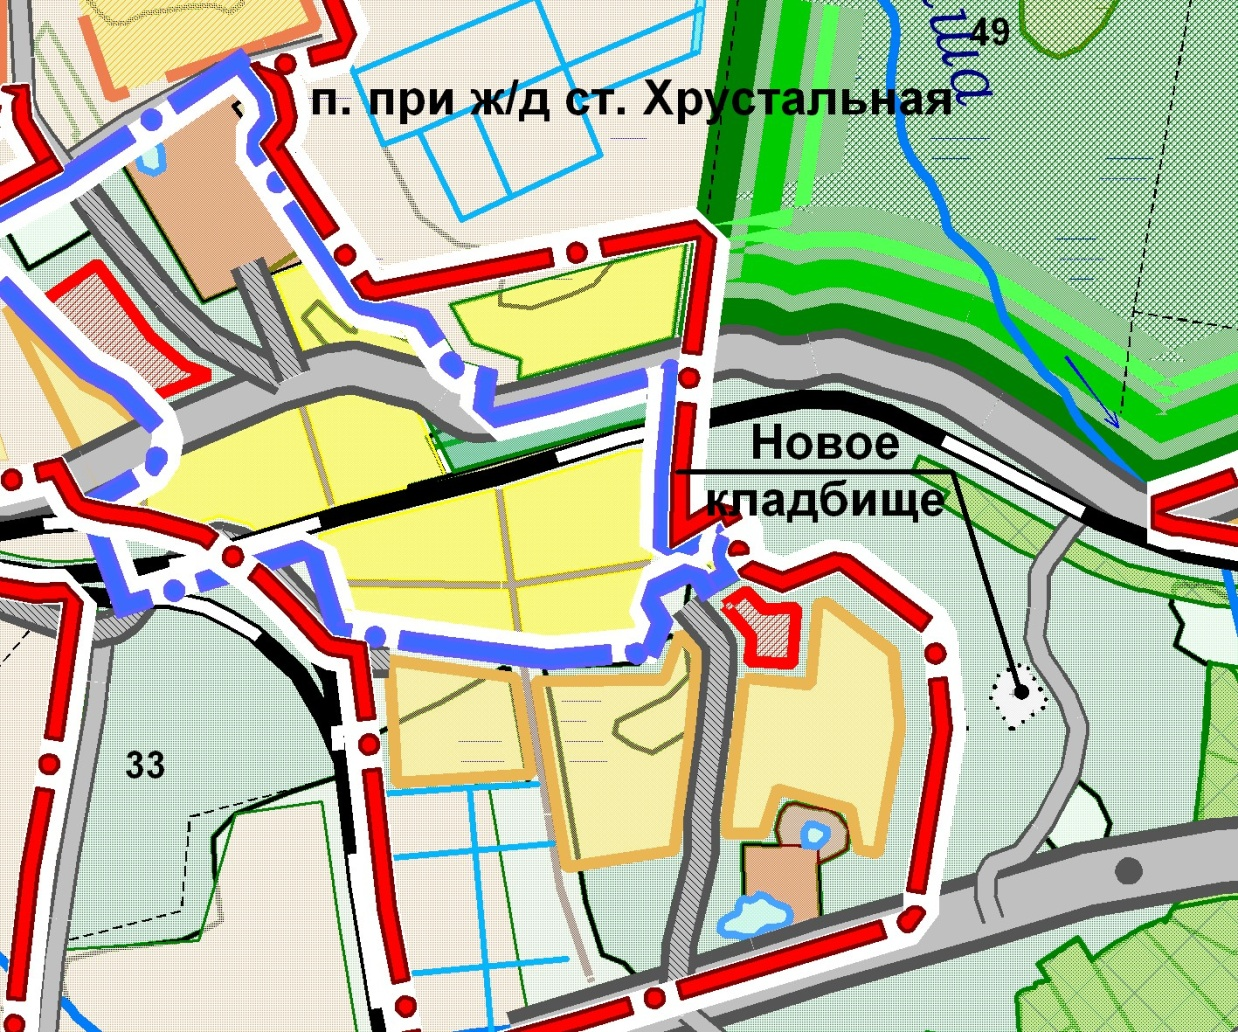 49
п. при ж/д ст. Хрустальная
Новое
кладбище
33